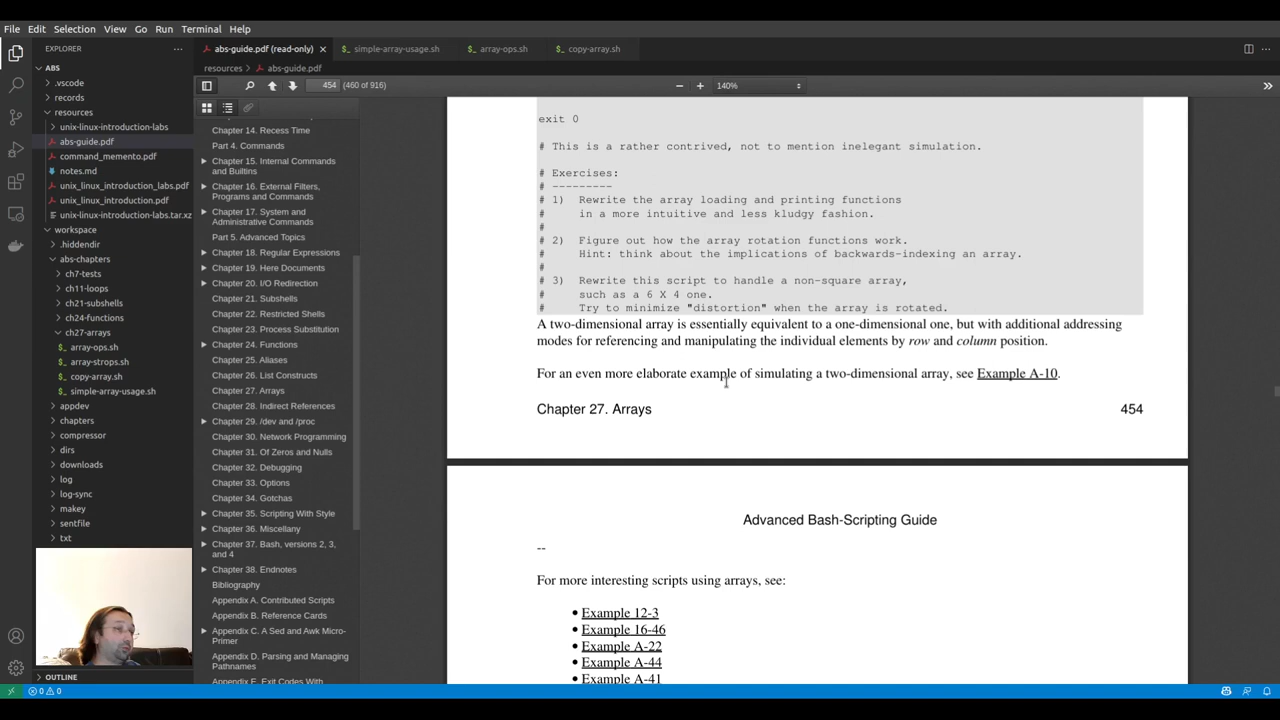 File Edit Selection View Go Run Terminal Help
EXPLORER
abs-guide.pdf (read-only)
simple-array-usage.sh
array-ops.sh
copy-array.sh
resources > abs-guide.pdf
454 (460 of 916)
140%
ABS
.vscode
records
resources
unix-linux-introduction-labs
abs-guide.pdf
command_memento.pdf
notes.md
unix_linux_introduction_labs.pdf
unix_linux_introduction.pdf
unix-linux-introduction-labs.tar.xz
workspace
.hiddendir
abs-chapters
ch7-tests
ch11-loops
ch21-subshells
ch24-functions
ch27-arrays
array-ops.sh
array-strops.sh
copy-array.sh
simple-array-usage.sh
appdev
chapters
compressor
dirs
downloads
log
log-sync
makey
sentfile
txt
OUTLINE
0 0
Chapter 14. Recess Time
Part 4. Commands
Chapter 15. Internal Commands
and Builtins
Chapter 16. External Filters,
Programs and Commands
Chapter 17. System and
Administrative Commands
Part 5. Advanced Topics
Chapter 18. Regular Expressions
Chapter 19. Here Documents
Chapter 20. I/O Redirection
Chapter 21. Subshells
Chapter 22. Restricted Shells
Chapter 23. Process Substitution
Chapter 24. Functions
Chapter 25. Aliases
Chapter 26. List Constructs
Chapter 27. Arrays
Chapter 28. Indirect References
Chapter 29. /dev and /proc
Chapter 30. Network Programming
Chapter 31. Of Zeros and Nulls
Chapter 32. Debugging
Chapter 33. Options
Chapter 34. Gotchas
Chapter 35. Scripting With Style
Chapter 36. Miscellany
Chapter 37. Bash, versions 2, 3,
and 4
Chapter 38. Endnotes
Bibliography
Appendix A. Contributed Scripts
Appendix B. Reference Cards
Appendix C. A Sed and Awk Micro-
Primer
Appendix D. Parsing and Managing
Pathnames
Appendix E. Exit Codes With
exit 0
# This is a rather contrived, not to mention inelegant simulation.
# Exercises:
# ---------
# 1) Rewrite the array loading and printing functions
# in a more intuitive and less kludgy fashion.
#
# 2) Figure out how the array rotation functions work.
# Hint: think about the implications of backwards-indexing an array.
#
# 3) Rewrite this script to handle a non-square array,
# such as a 6 X 4 one.
# Try to minimize "distortion" when the array is rotated.
A two-dimensional array is essentially equivalent to a one-dimensional one, but with additional addressing
modes for referencing and manipulating the individual elements by row and column position.
For an even more elaborate example of simulating a two-dimensional array, see Example A-10.
Chapter 27. Arrays 454
Advanced Bash-Scripting Guide
--
For more interesting scripts using arrays, see:
• Example 12-3
• Example 16-46
• Example A-22
• Example A-44
• Example A-41